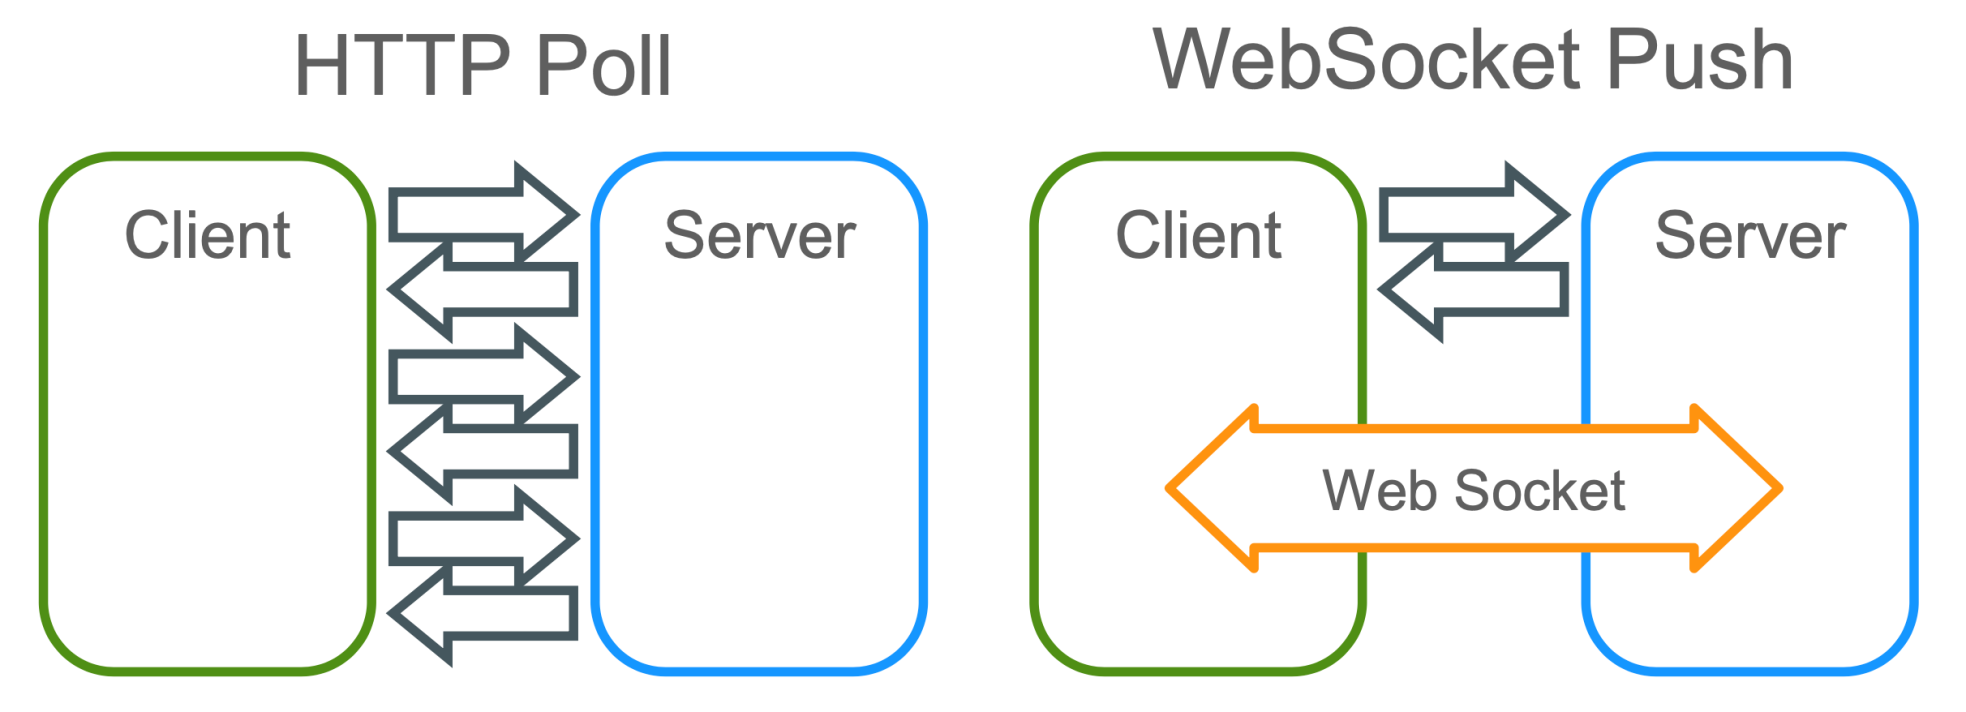 HTTP Poll
Client
Server
WebSocket Push
Client
Server
Web Socket